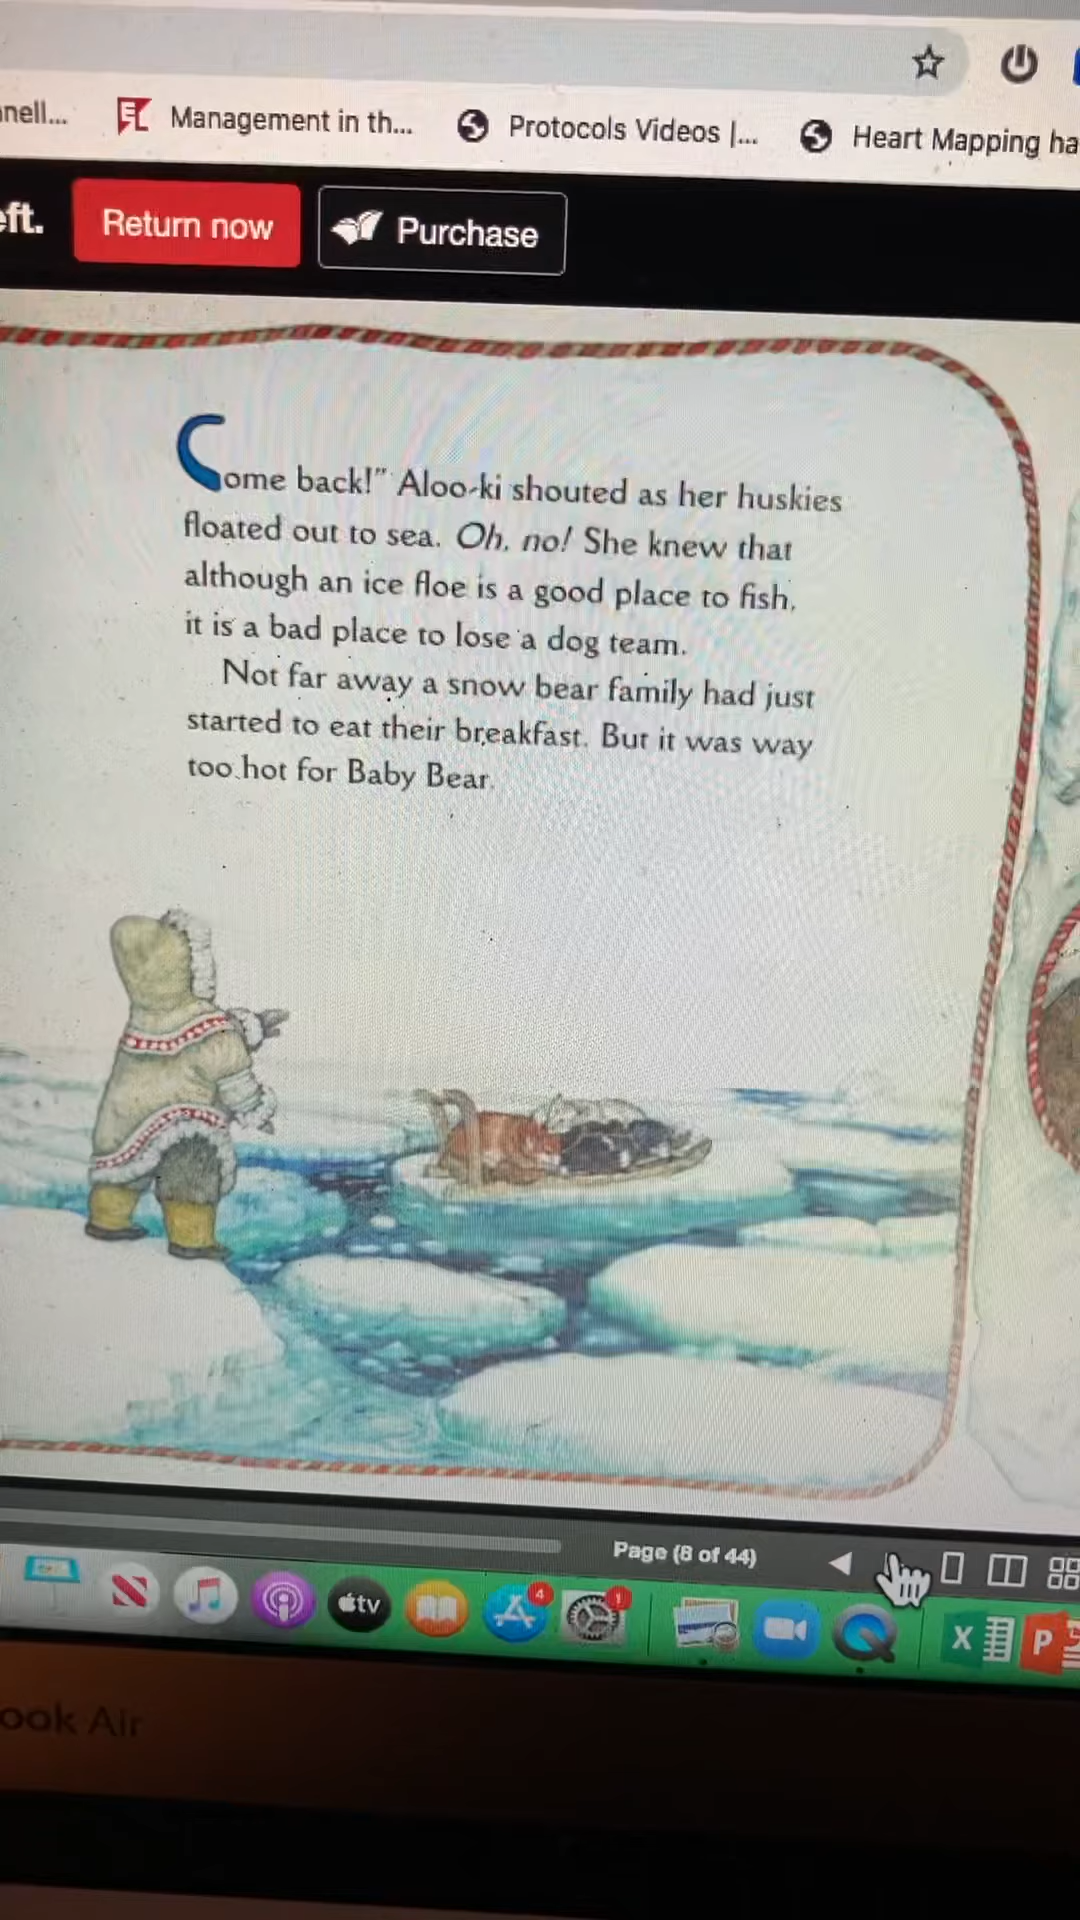 nell...
Management in th...
Protocols Videos |...
Heart Mapping ha
eft.
Return now
Purchase
Come back!" Aloo-ki shouted as her huskies
floated out to sea. Oh, no! She knew that
although an ice floe is a good place to fish,
it is a bad place to lose a dog team.
Not far away a snow bear family had just
started to eat their breakfast. But it was way
too hot for Baby Bear.
Page (8 of 44)
tv
4
1
X
P
ook Air